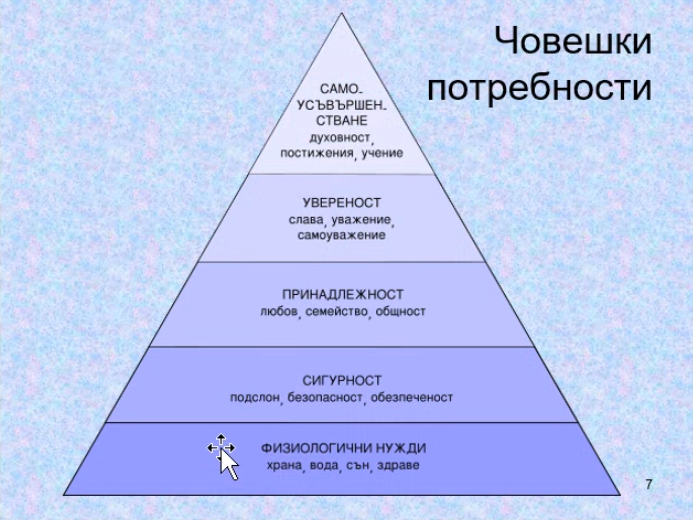 Човешки
потребности
САМО-
УСЪВЪРШЕН-
СТВАНЕ
духовност,
постижения, учение
УВЕРЕНОСТ
слава, уважение,
самоуважение
ПРИНАДЛЕЖНОСТ
любов, семейство, общност
СИГУРНОСТ
подслон, безопасност, обезпеченост
ФИЗИОЛОГИЧНИ НУЖДИ
храна, вода, сън, здраве
7